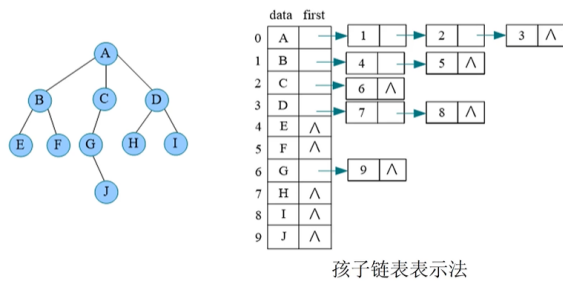 A
B C D
E F G H I
J
data first
0 A 1 2 3 ∧
1 B 4 5 ∧
2 C 6 ∧
3 D 7 8 ∧
4 E ∧
5 F ∧
6 G 9 ∧
7 H ∧
8 I ∧
9 J ∧
孩子链表表示法